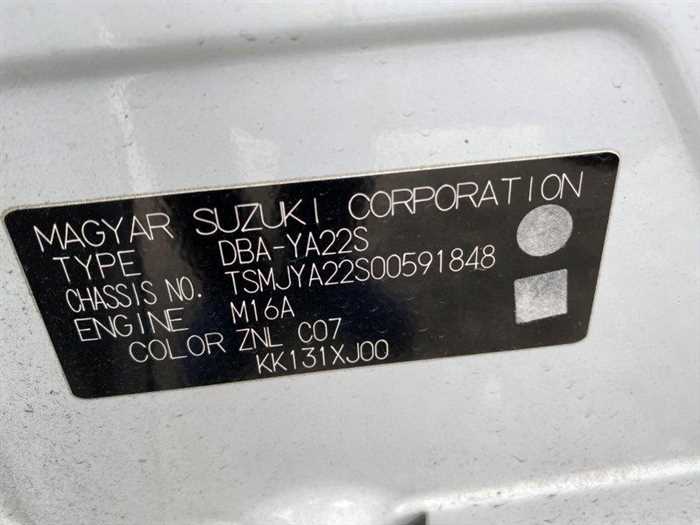 MAGYAR SUZUKI CORPORATION
TYPE DBA-YA22S
CHASSIS NO. TSMJYA22S00591848
ENGINE M16A
COLOR ZNL C07
KK131XJ00